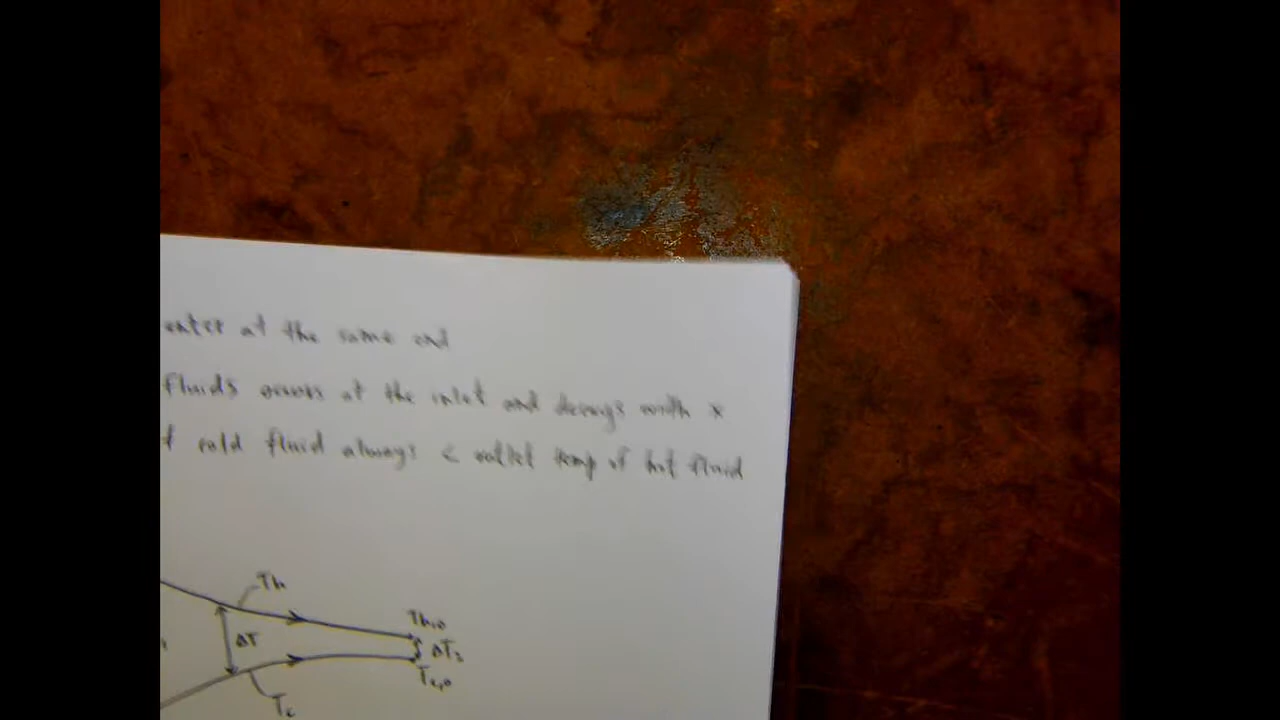 enter at the same end
fluids occurs at the inlet and decays with x
cold fluid always < outlet temp of hot fluid
Th
Th,o
ΔT
ΔT₂
Tc,o
Tc